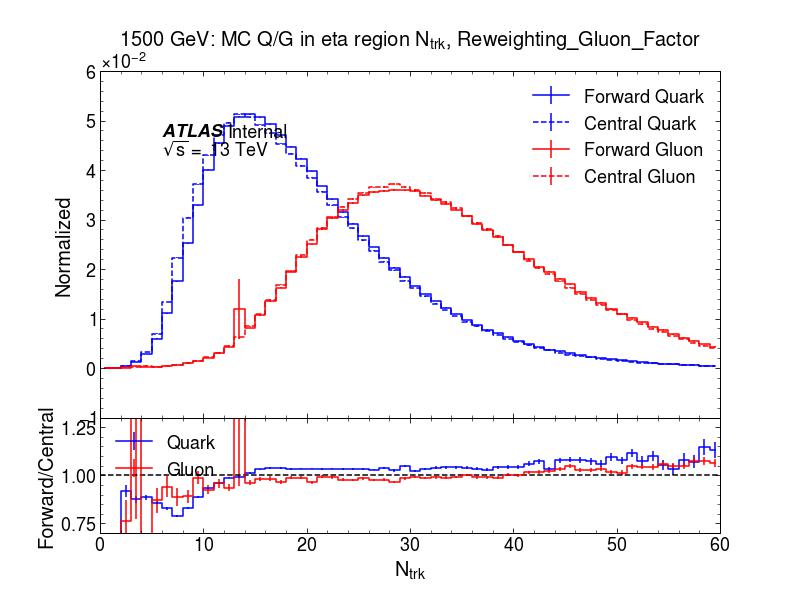 1500 GeV: MC Q/G in eta region N_trk, Reweighting_Gluon_Factor
×10⁻²
6
5
4
3
2
1
0
−1
Normalized
ATLAS Internal
√s = 13 TeV
Forward Quark
Central Quark
Forward Gluon
Central Gluon
1.25
1.00
0.75
Forward/Central
Quark
Gluon
0 10 20 30 40 50 60
N_trk